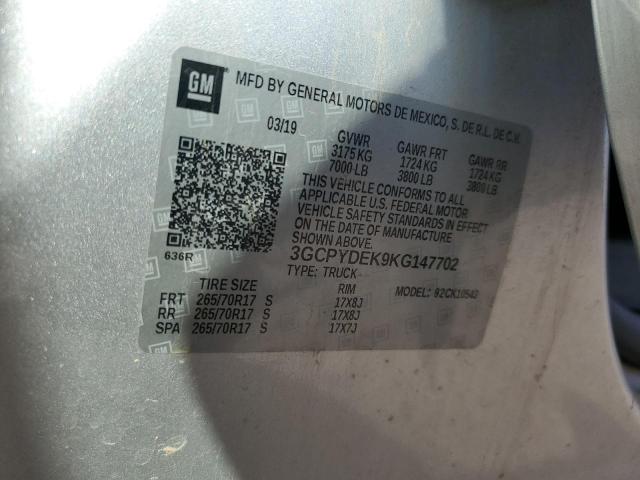 GM MFD BY GENERAL MOTORS DE MEXICO, S. DE R.L. DE C.V.
03/19 GVWR GAWR FRT GAWR RR
3175 KG 1724 KG 1724 KG
7000 LB 3800 LB 3800 LB
THIS VEHICLE CONFORMS TO ALL
APPLICABLE U.S. FEDERAL MOTOR
VEHICLE SAFETY STANDARDS IN EFFECT
ON THE DATE OF MANUFACTURE
SHOWN ABOVE.
636R
3GCPYDEK9KG147702
TYPE: TRUCK MODEL: 92CK10543
TIRE SIZE RIM
FRT 265/70R17 S 17X8J
RR 265/70R17 S 17X8J
SPA 265/70R17 S 17X7J